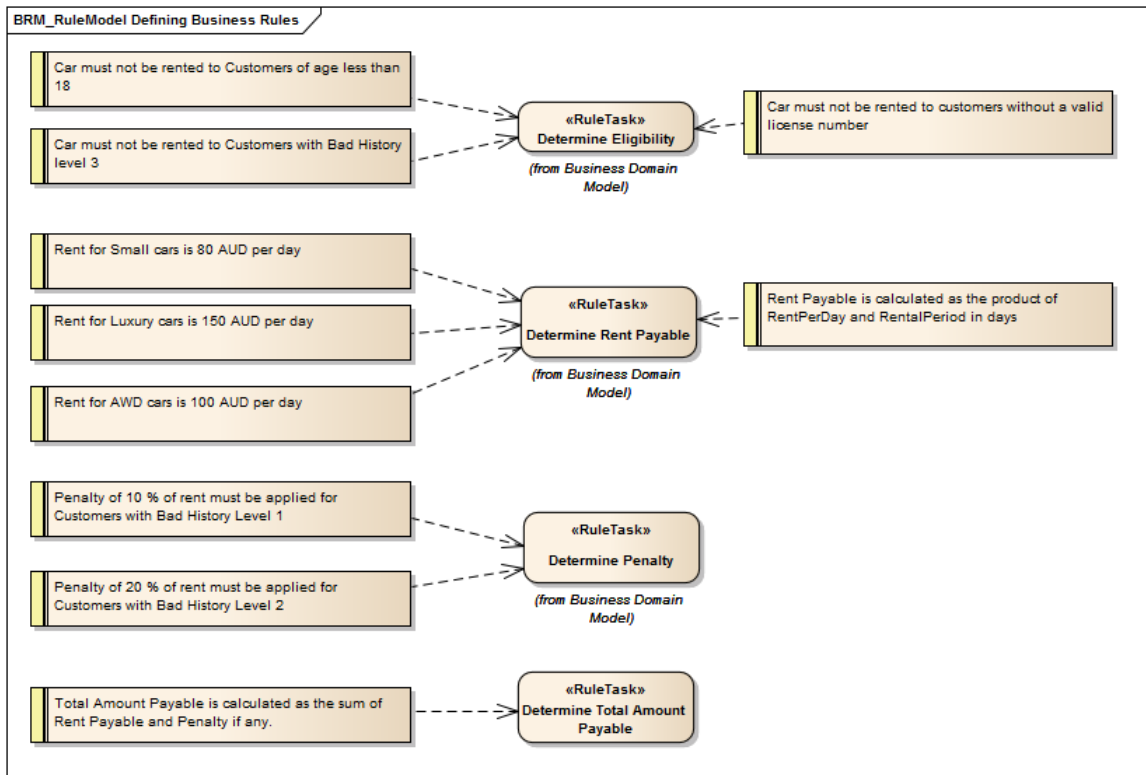 BRM_RuleModel Defining Business Rules
Car must not be rented to Customers of age less than
18
Car must not be rented to Customers with Bad History
level 3
«RuleTask»
Determine Eligibility
(from Business Domain
Model)
Car must not be rented to customers without a valid
license number
Rent for Small cars is 80 AUD per day
Rent for Luxury cars is 150 AUD per day
Rent for AWD cars is 100 AUD per day
«RuleTask»
Determine Rent Payable
(from Business Domain
Model)
Rent Payable is calculated as the product of
RentPerDay and RentalPeriod in days
Penalty of 10 % of rent must be applied for
Customers with Bad History Level 1
Penalty of 20 % of rent must be applied for
Customers with Bad History Level 2
«RuleTask»
Determine Penalty
(from Business Domain
Model)
Total Amount Payable is calculated as the sum of
Rent Payable and Penalty if any.
«RuleTask»
Determine Total Amount
Payable